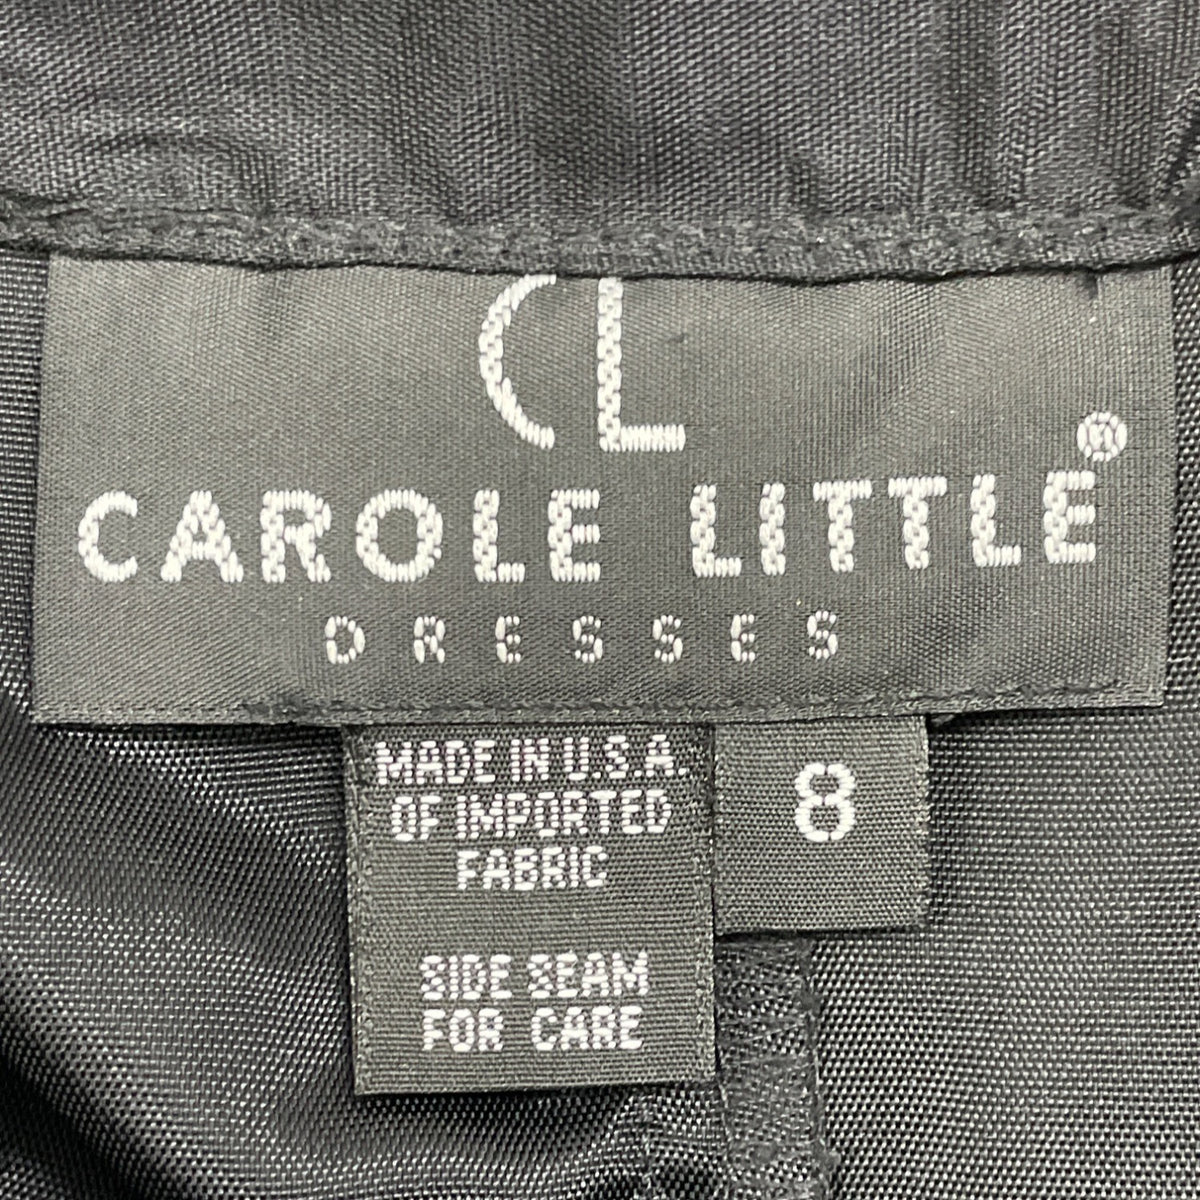 CL
CAROLE LITTLE®
DRESSES
MADE IN U.S.A.
OF IMPORTED
FABRIC
SIDE SEAM
FOR CARE
8